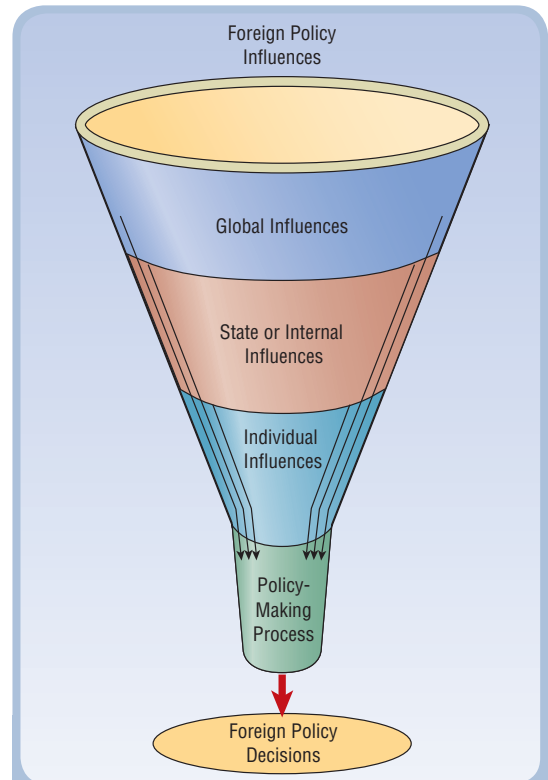 Foreign Policy
Influences
Global Influences
State or Internal
Influences
Individual
Influences
Policy-
Making
Process
Foreign Policy
Decisions